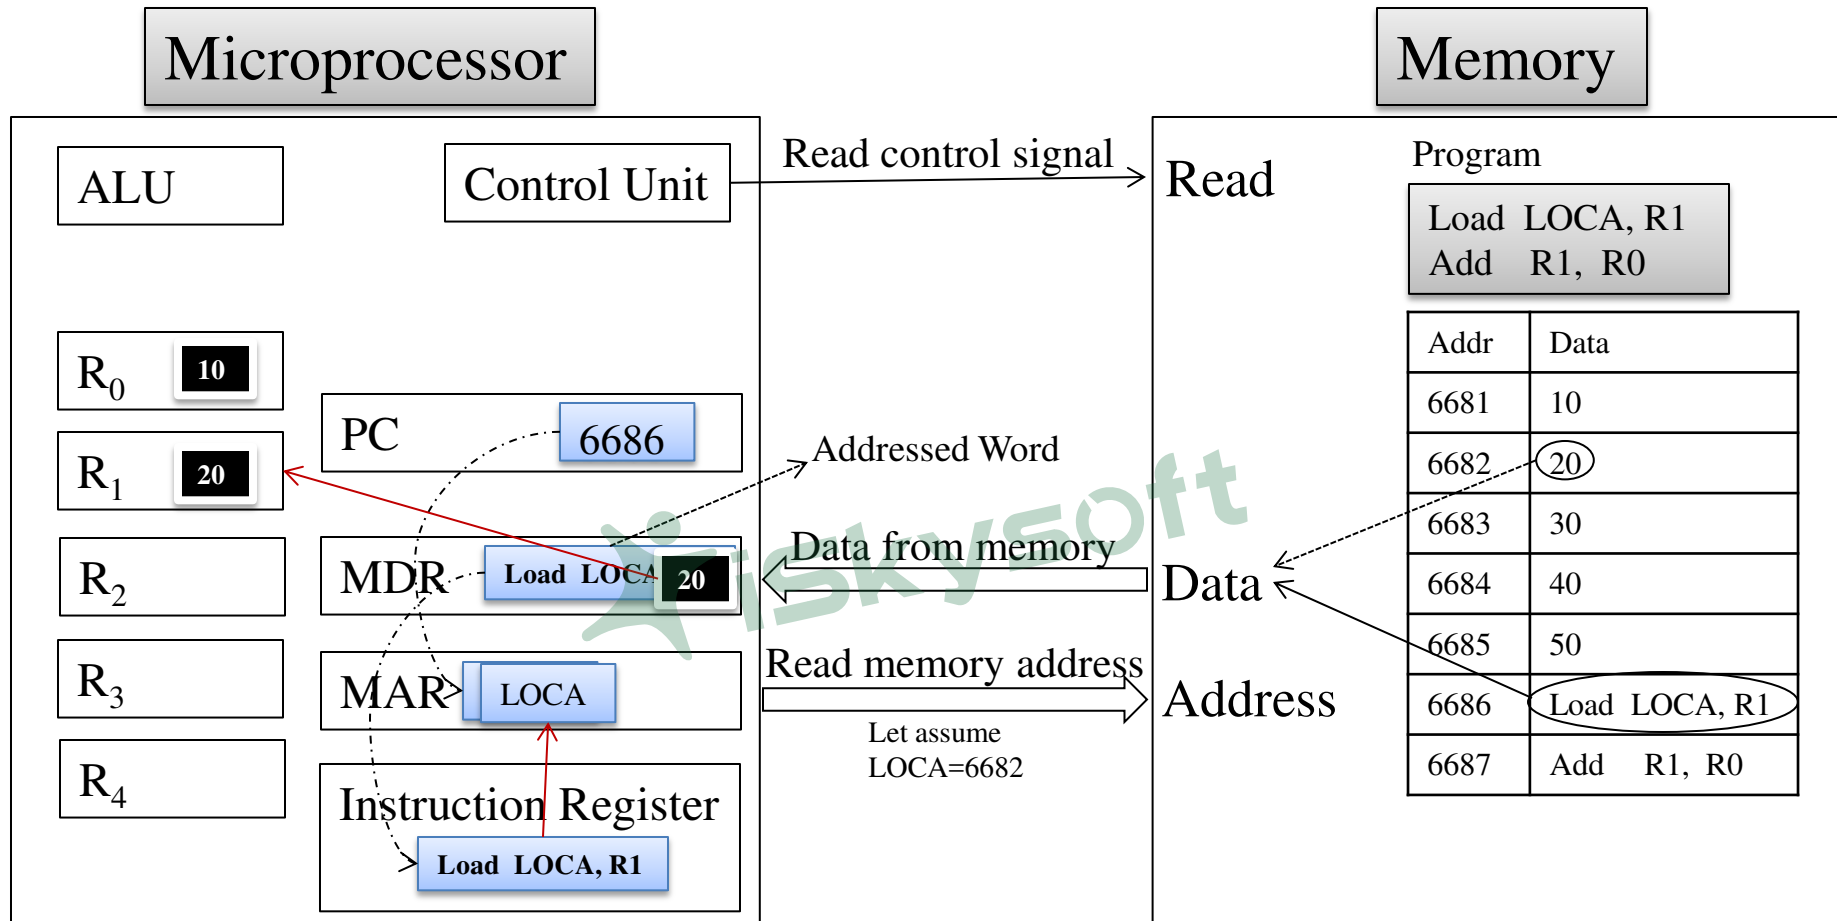 Microprocessor
Memory
ALU
Control Unit
Read control signal
Read
Program
Load LOCA, R1
Add R1, R0
R0 10
R1 20
R2
R3
R4
PC 6686
MDR Load LOCA 20
MAR LOCA
Instruction Register
Load LOCA, R1
Addressed Word
Data from memory
Data
Read memory address
Address
Let assume
LOCA=6682
Addr Data
6681 10
6682 20
6683 30
6684 40
6685 50
6686 Load LOCA, R1
6687 Add R1, R0
iSkysoft